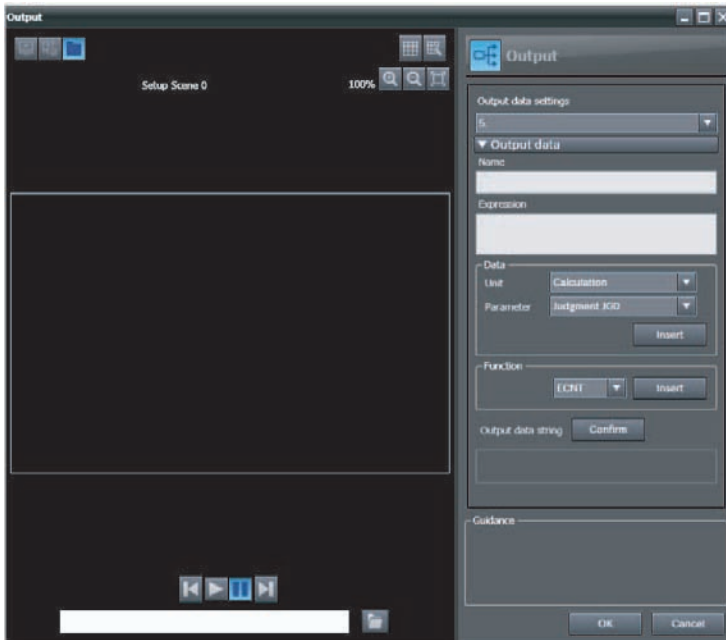 Output
Setup Scene 0
100%
Output
Output data settings
5.
Output data
Name
Expression
Data
Unit
Calculation
Parameter
Judgment JGD
Insert
Function
ECNT
Insert
Output data string
Confirm
Guidance
OK
Cancel